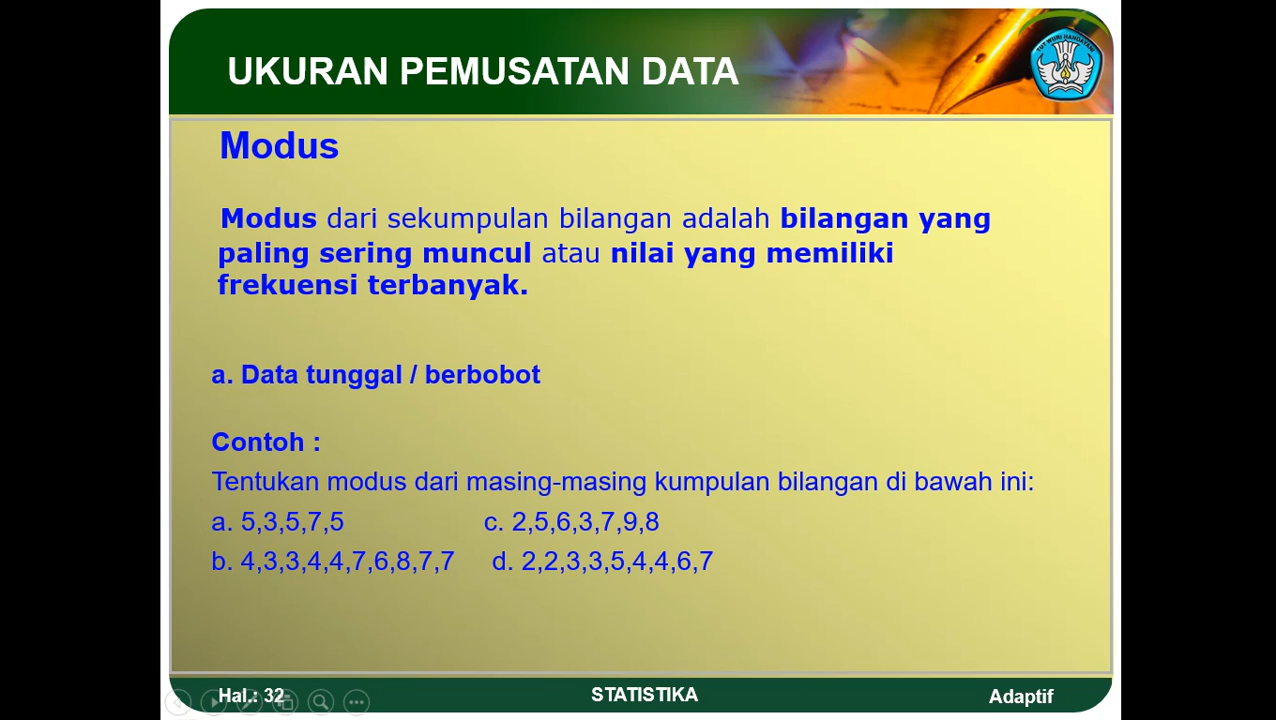 UKURAN PEMUSATAN DATA
TUT WURI HANDAYANI
Modus
Modus dari sekumpulan bilangan adalah bilangan yang
paling sering muncul atau nilai yang memiliki
frekuensi terbanyak.
a. Data tunggal / berbobot
Contoh :
Tentukan modus dari masing-masing kumpulan bilangan di bawah ini:
a. 5,3,5,7,5 c. 2,5,6,3,7,9,8
b. 4,3,3,4,4,7,6,8,7,7 d. 2,2,3,3,5,4,4,6,7
Hal.: 32 STATISTIKA Adaptif